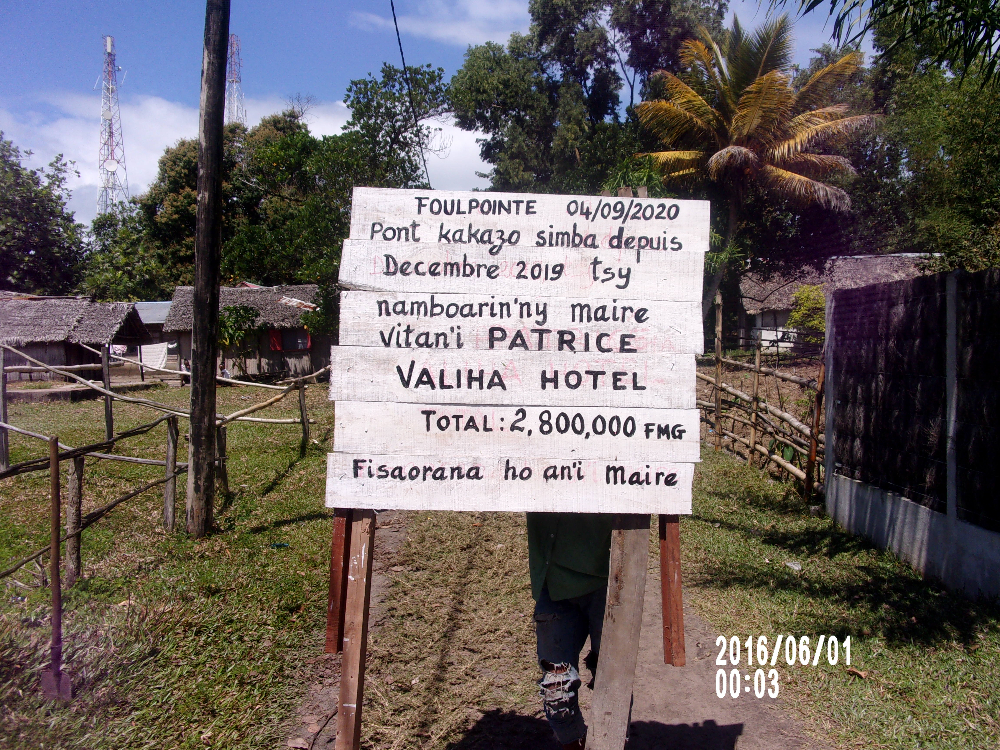 FOULPOINTE 04/09/2020
Pont kakazo simba depuis
Decembre 2019 tsy
namboarin'ny maire
vitan'i PATRICE
VALIHA HOTEL
TOTAL: 2,800,000 FMG
Fisaorana ho an'i Maire
2016/06/01
00:03